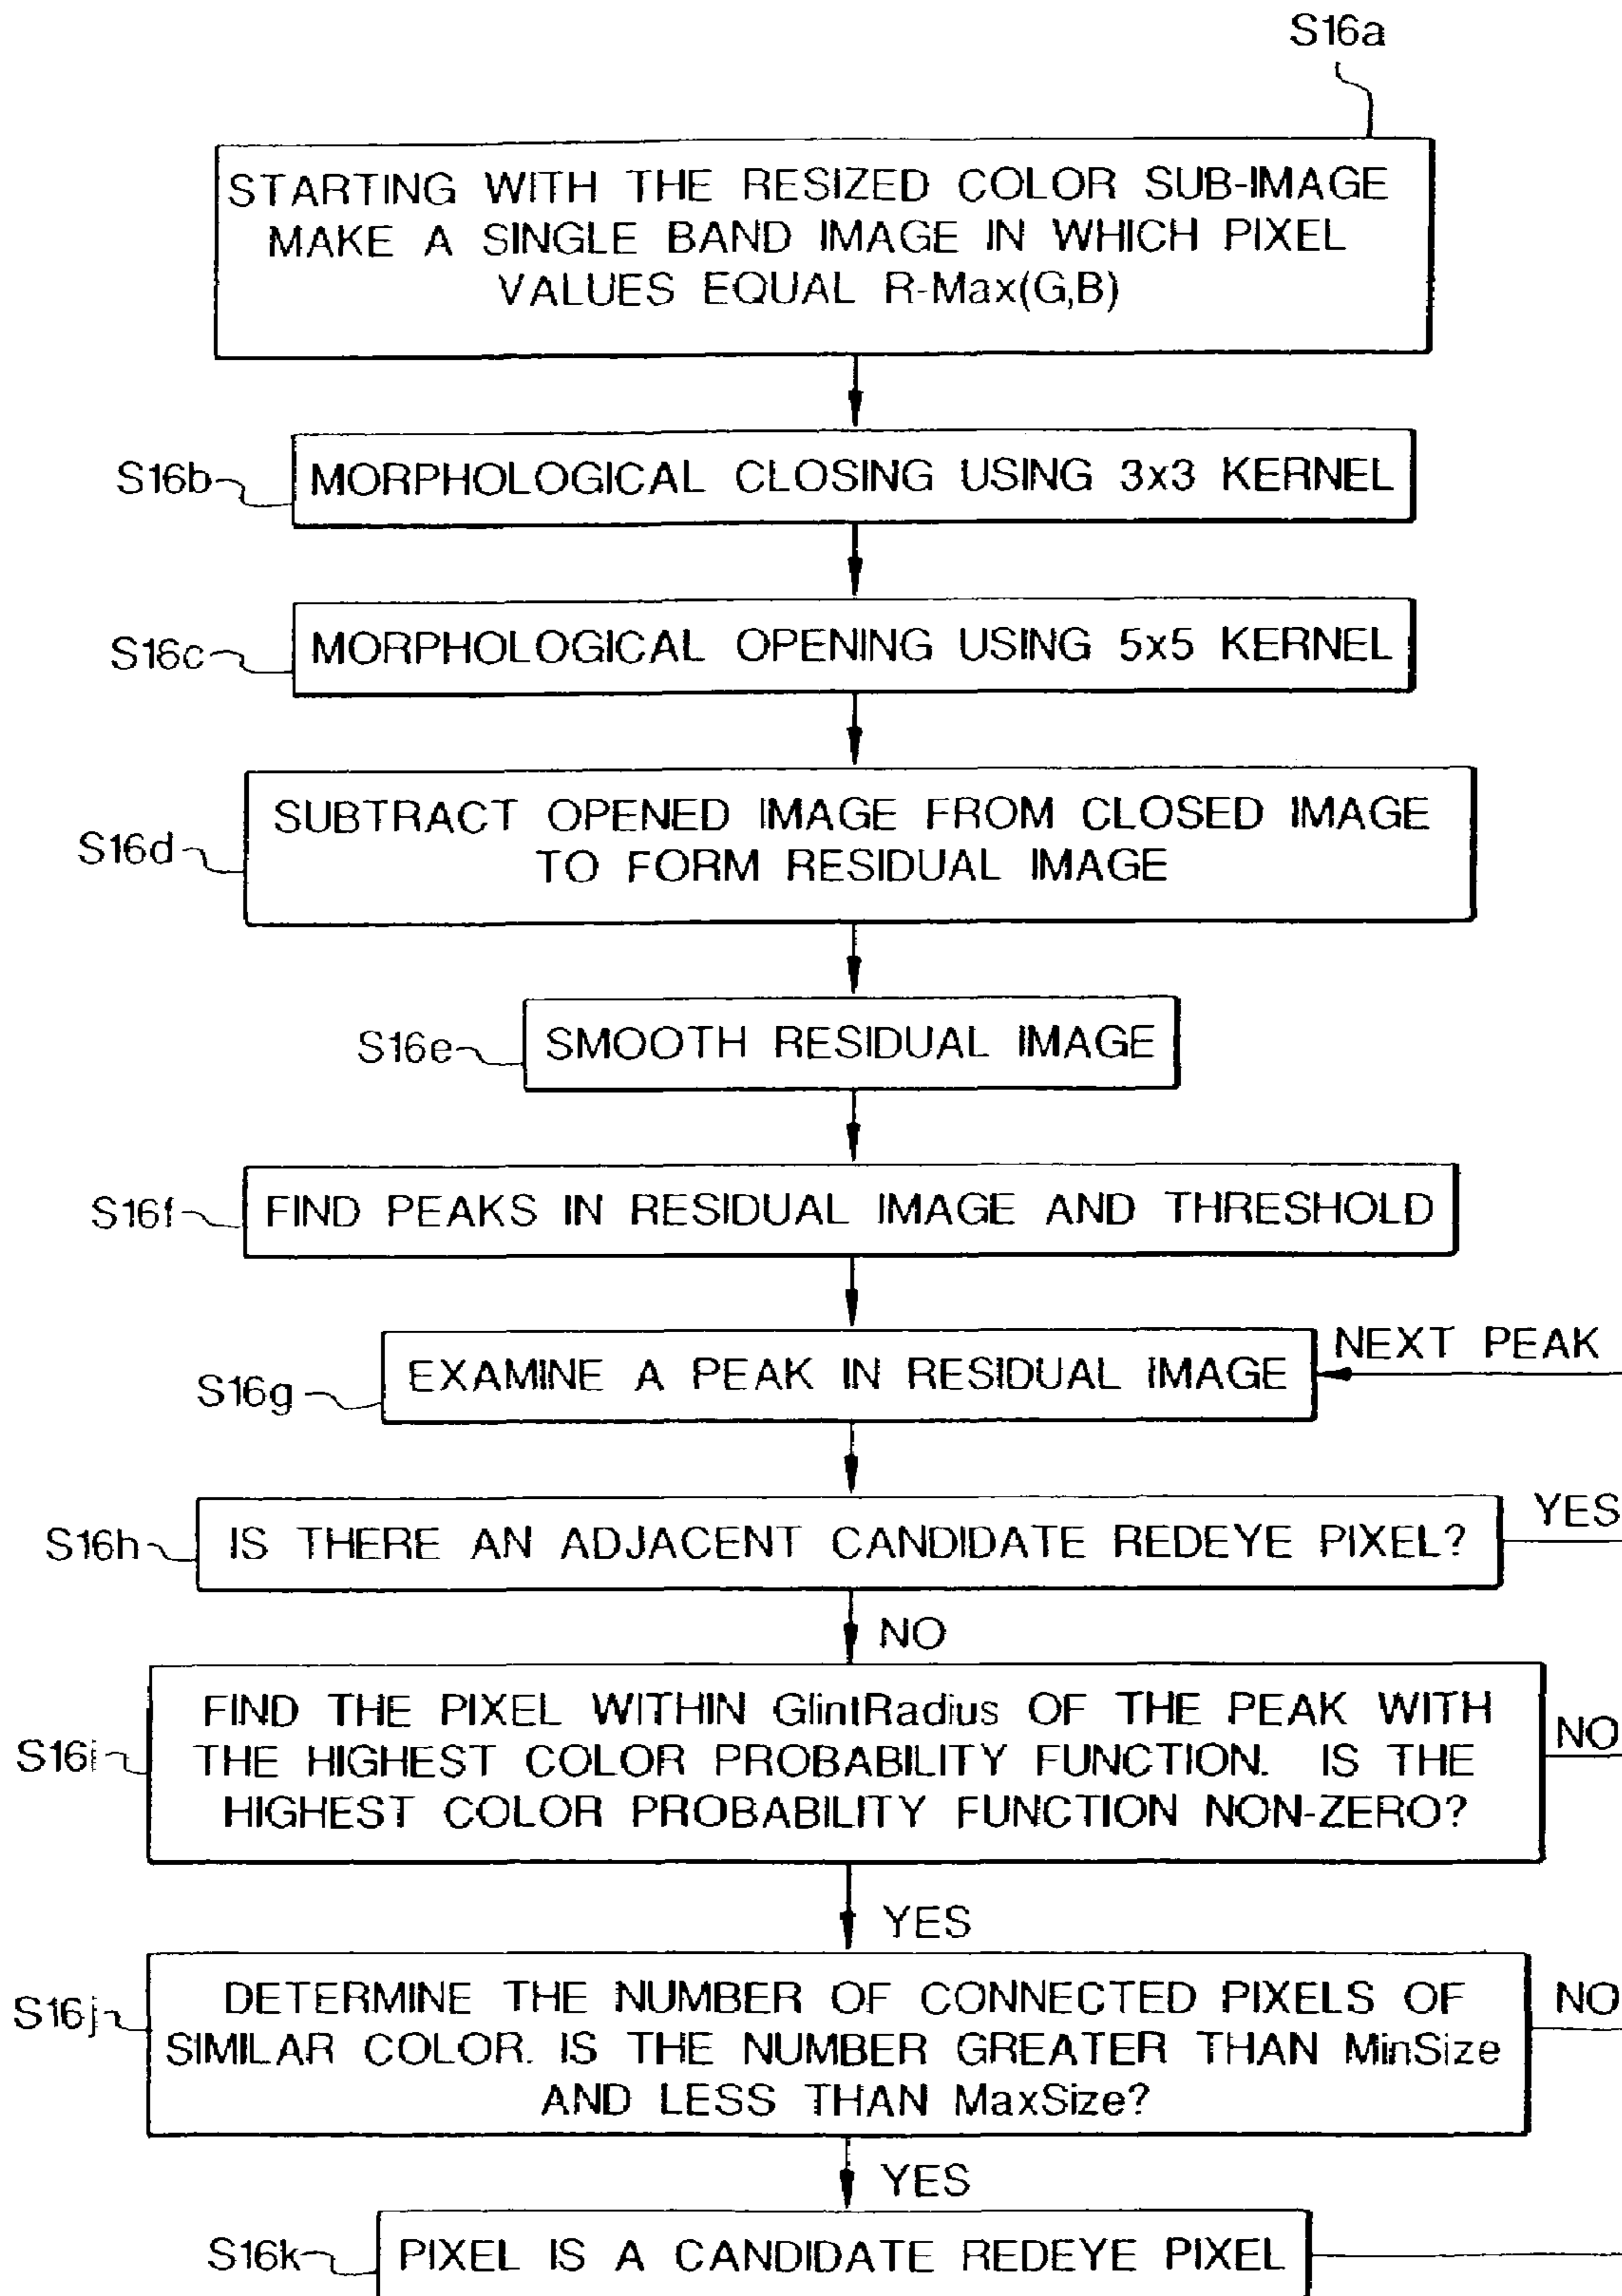 S16a
STARTING WITH THE RESIZED COLOR SUB-IMAGE
MAKE A SINGLE BAND IMAGE IN WHICH PIXEL
VALUES EQUAL R-Max(G,B)
S16b
MORPHOLOGICAL CLOSING USING 3x3 KERNEL
S16c
MORPHOLOGICAL OPENING USING 5x5 KERNEL
S16d
SUBTRACT OPENED IMAGE FROM CLOSED IMAGE
TO FORM RESIDUAL IMAGE
S16e
SMOOTH RESIDUAL IMAGE
S16f
FIND PEAKS IN RESIDUAL IMAGE AND THRESHOLD
S16g
EXAMINE A PEAK IN RESIDUAL IMAGE
NEXT PEAK
S16h
IS THERE AN ADJACENT CANDIDATE REDEYE PIXEL?
YES
NO
S16i
FIND THE PIXEL WITHIN GlintRadius OF THE PEAK WITH
THE HIGHEST COLOR PROBABILITY FUNCTION. IS THE
HIGHEST COLOR PROBABILITY FUNCTION NON-ZERO?
NO
YES
S16j
DETERMINE THE NUMBER OF CONNECTED PIXELS OF
SIMILAR COLOR. IS THE NUMBER GREATER THAN MinSize
AND LESS THAN MaxSize?
NO
YES
S16k
PIXEL IS A CANDIDATE REDEYE PIXEL